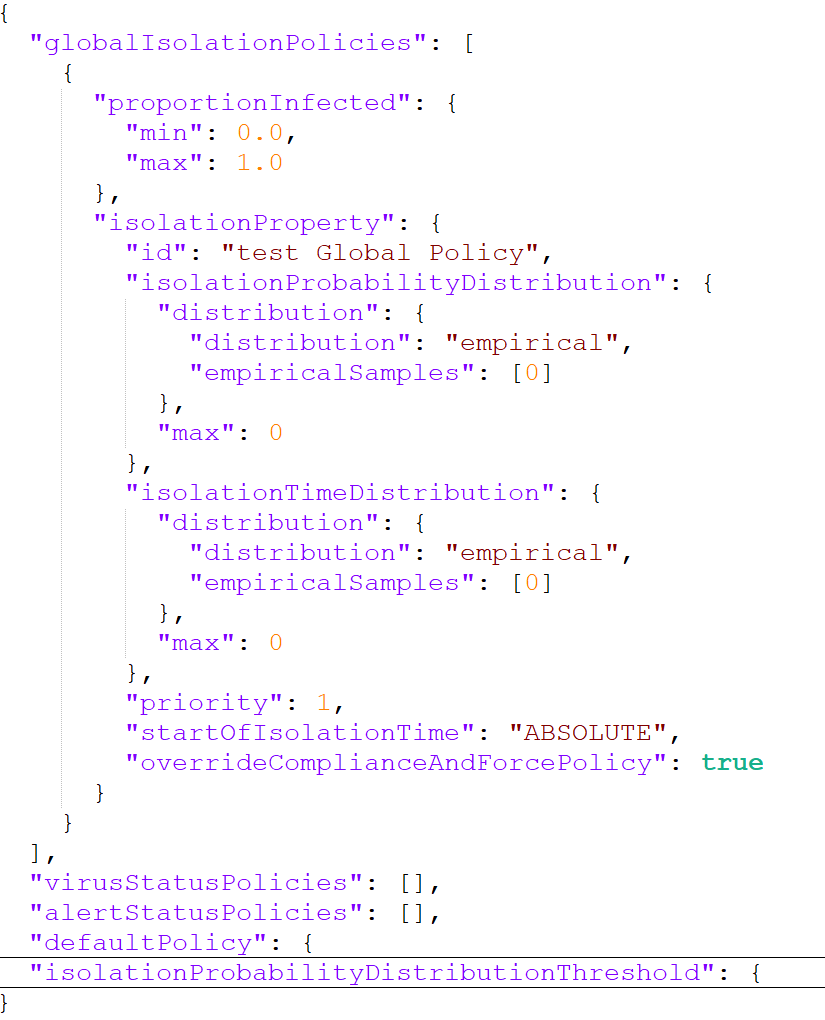 {
"globalIsolationPolicies": [
{
"proportionInfected": {
"min": 0.0,
"max": 1.0
},
"isolationProperty": {
"id": "test Global Policy",
"isolationProbabilityDistribution": {
"distribution": {
"distribution": "empirical",
"empiricalSamples": [0]
},
"max": 0
},
"isolationTimeDistribution": {
"distribution": {
"distribution": "empirical",
"empiricalSamples": [0]
},
"max": 0
},
"priority": 1,
"startOfIsolationTime": "ABSOLUTE",
"overrideComplianceAndForcePolicy": true
}
}
],
"virusStatusPolicies": [],
"alertStatusPolicies": [],
"defaultPolicy": {
"isolationProbabilityDistributionThreshold": {
}